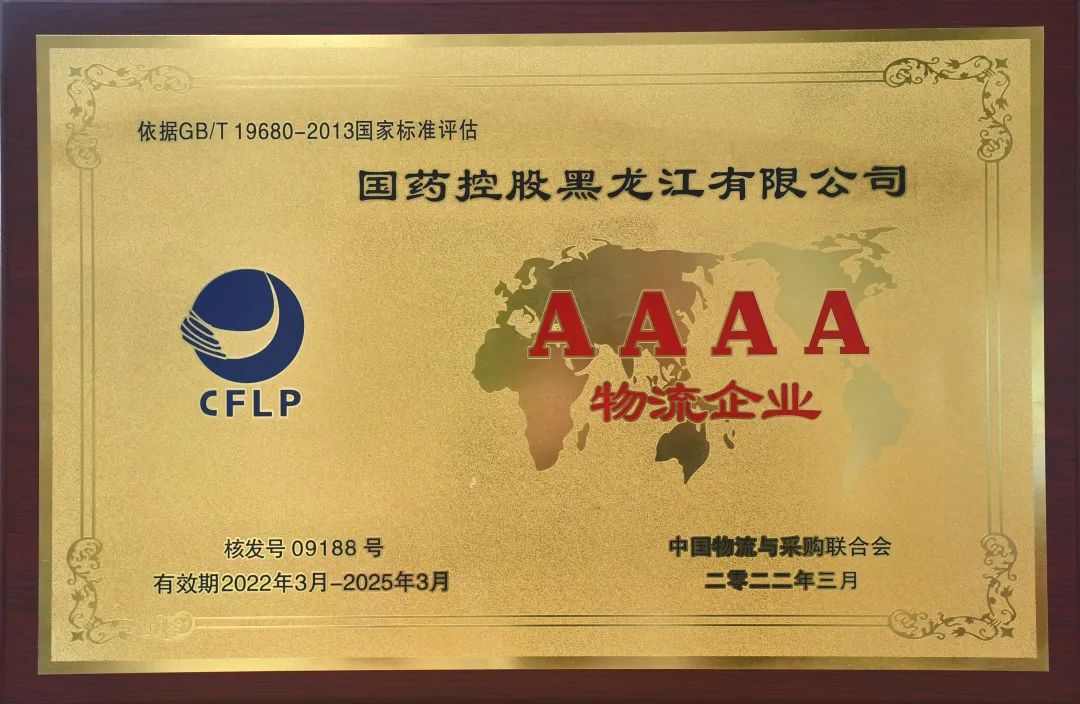 依据GB/T 19680-2013国家标准评估
国药控股黑龙江有限公司
AAAA
物流企业
CFLP
核发号 09188 号
有效期2022年3月-2025年3月
中国物流与采购联合会
二零二二年三月